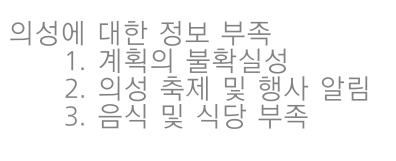 의성에 대한 정보 부족
1. 계획의 불확실성
2. 의성 축제 및 행사 알림
3. 음식 및 식당 부족